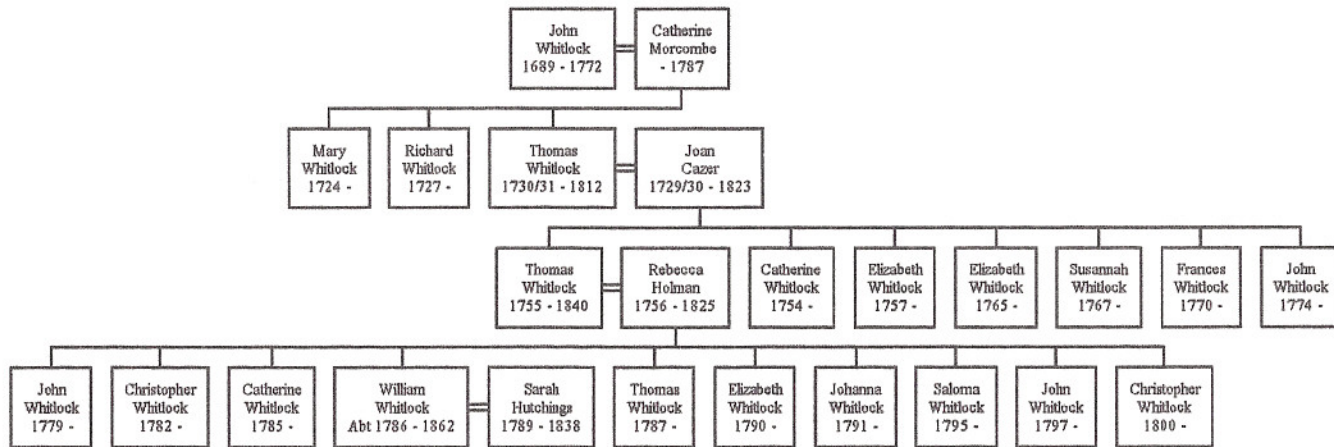 John
Whitlock
1689 - 1772
Catherine
Morcombe
- 1787
Mary
Whitlock
1724 -
Richard
Whitlock
1727 -
Thomas
Whitlock
1730/31 - 1812
Joan
Cazer
1729/30 - 1823
Thomas
Whitlock
1755 - 1840
Rebecca
Holman
1756 - 1825
Catherine
Whitlock
1754 -
Elizabeth
Whitlock
1757 -
Elizabeth
Whitlock
1765 -
Susannah
Whitlock
1767 -
Frances
Whitlock
1770 -
John
Whitlock
1774 -
John
Whitlock
1779 -
Christopher
Whitlock
1782 -
Catherine
Whitlock
1785 -
William
Whitlock
Abt 1786 - 1862
Sarah
Hutchings
1789 - 1838
Thomas
Whitlock
1787 -
Elizabeth
Whitlock
1790 -
Johanna
Whitlock
1791 -
Saloma
Whitlock
1795 -
John
Whitlock
1797 -
Christopher
Whitlock
1800 -